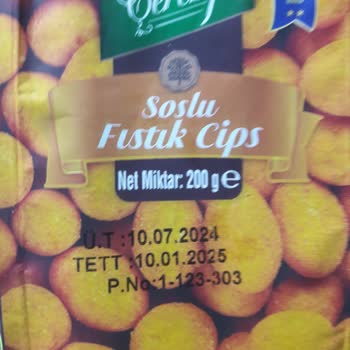 Soslu
Fıstık Cips
Net Miktar: 200 g e
Ü.T :10.07.2024
TETT :10.01.2025
P.No:1-123-303